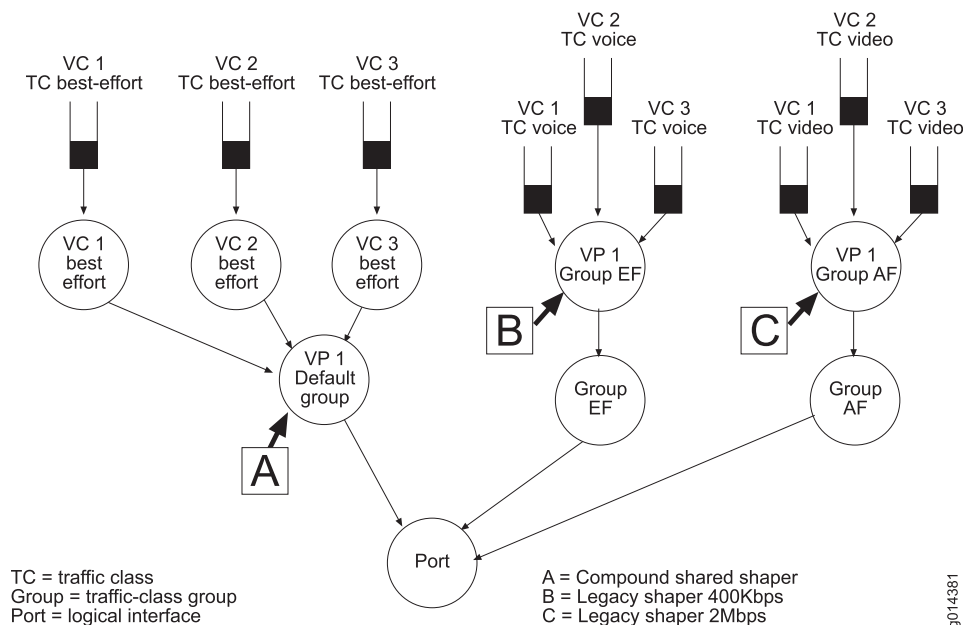 VC 1
TC best-effort
VC 2
TC best-effort
VC 3
TC best-effort
VC 2
TC voice
VC 1
TC voice
VC 3
TC voice
VC 2
TC video
VC 1
TC video
VC 3
TC video
VC 1
best
effort
VC 2
best
effort
VC 3
best
effort
VP 1
Group EF
VP 1
Group AF
B
C
VP 1
Default
group
Group
EF
Group
AF
A
Port
TC = traffic class
Group = traffic-class group
Port = logical interface
A = Compound shared shaper
B = Legacy shaper 400Kbps
C = Legacy shaper 2Mbps
g014381